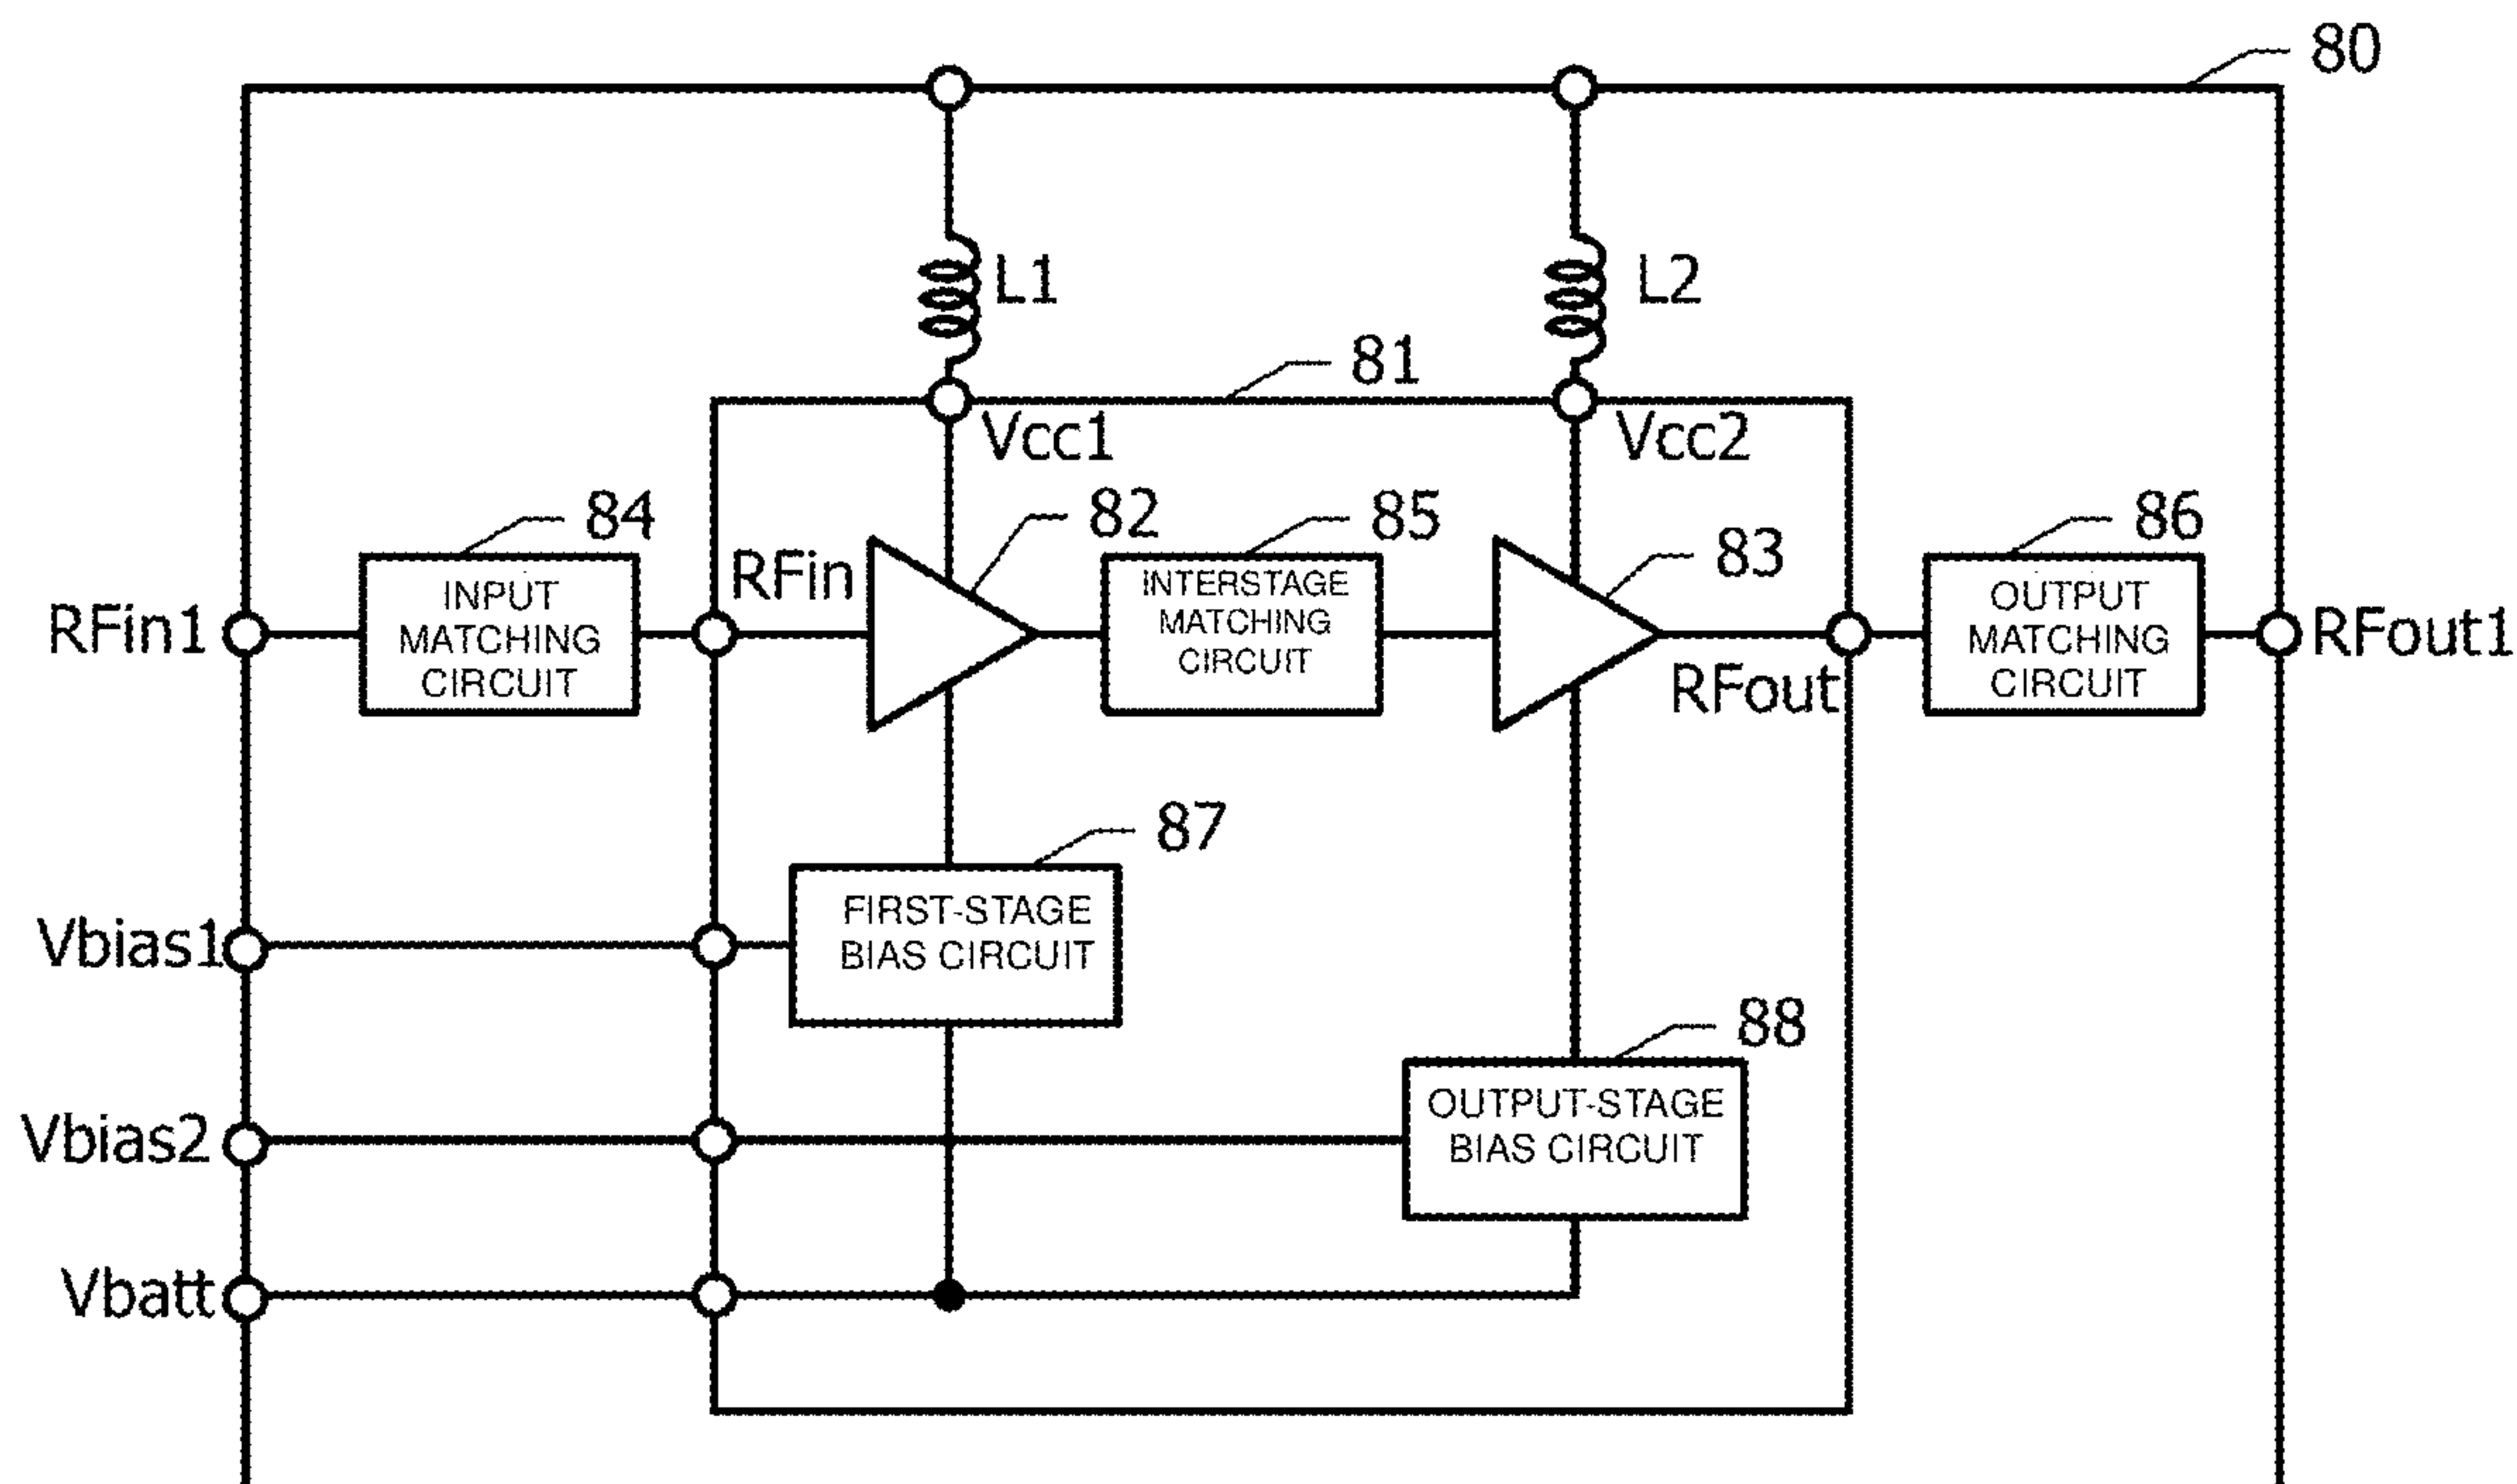 80
L1
L2
81
Vcc1
Vcc2
84
82
85
83
86
RFin1
INPUT
MATCHING
CIRCUIT
RFin
INTERSTAGE
MATCHING
CIRCUIT
RFout
OUTPUT
MATCHING
CIRCUIT
RFout1
87
Vbias1
FIRST-STAGE
BIAS CIRCUIT
88
Vbias2
OUTPUT-STAGE
BIAS CIRCUIT
Vbatt